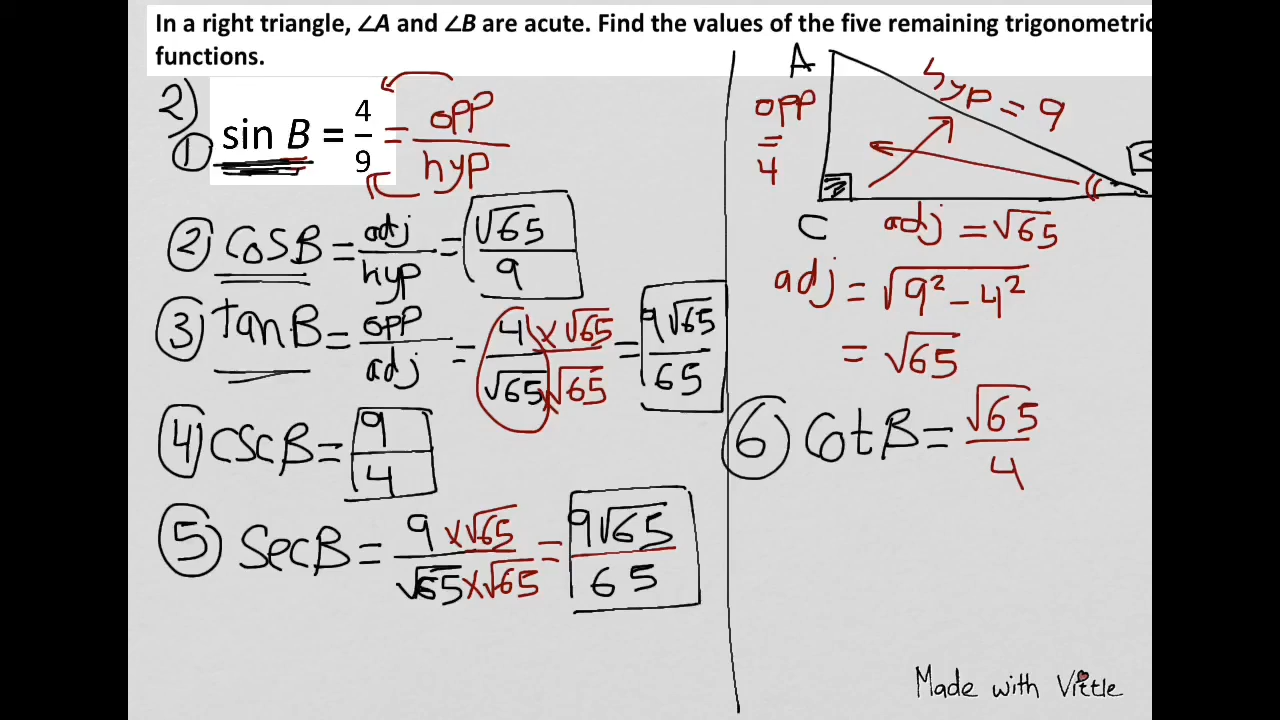 In a right triangle, ∠A and ∠B are acute. Find the values of the five remaining trigonometric
functions.
2)
① sin B = 4/9 = opp/hyp
② cosB = adj/hyp = √65/9
③ tanB = opp/adj = 4/√65 × √65/√65 = 9√65/65
④ cscB = 9/4
⑤ SecB = 9×√65/√65×√65 = 9√65/65
A
hyp = 9
opp
=
4
C
adj = √65
adj = √9² - 4²
= √65
⑥ CotB = √65/4
Made with Vittle